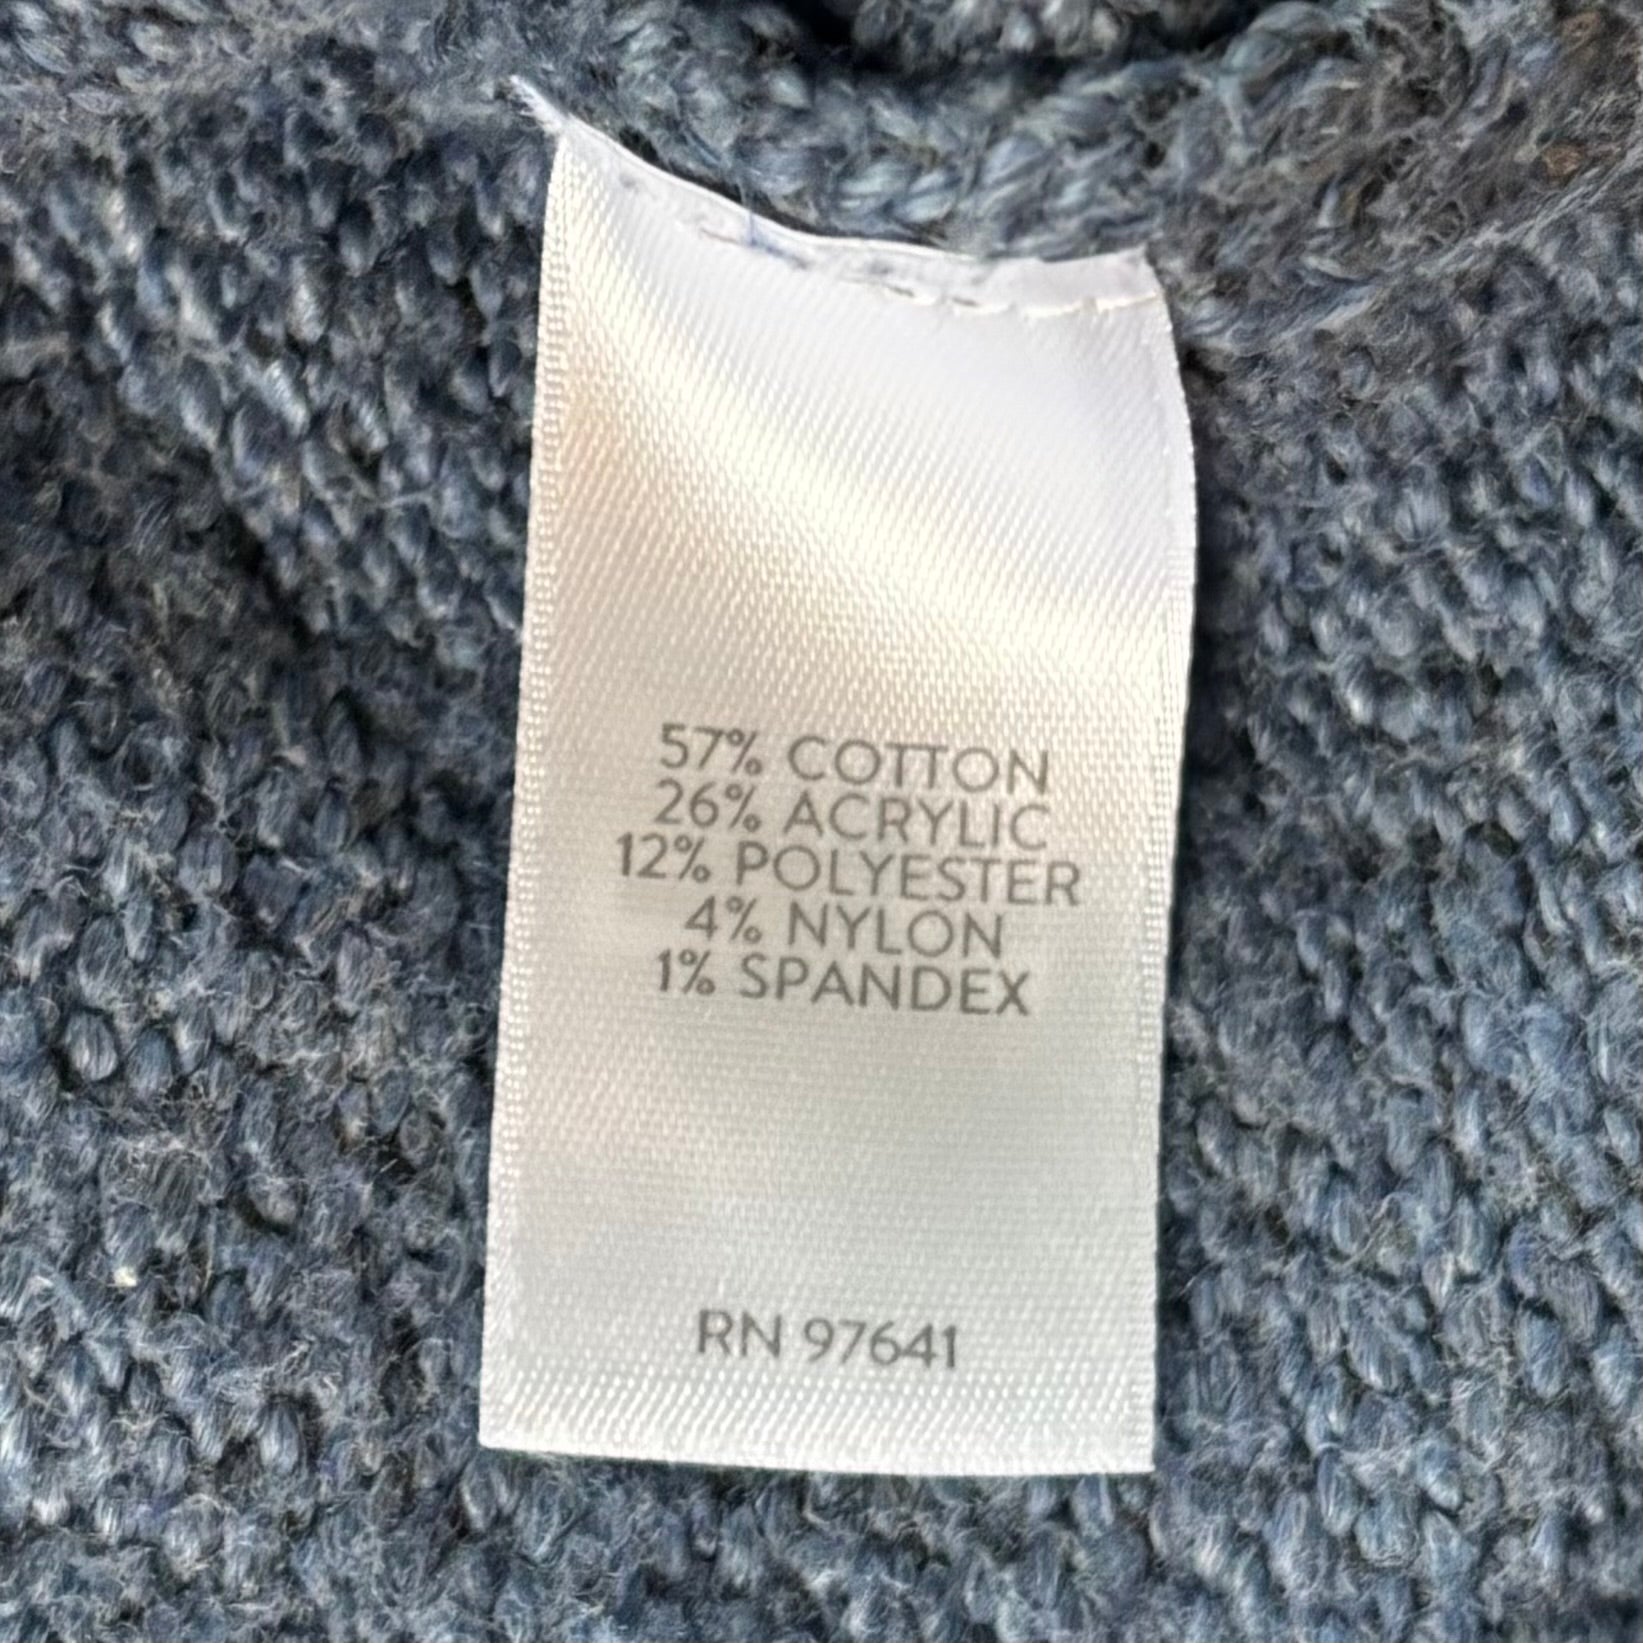 57% COTTON
26% ACRYLIC
12% POLYESTER
4% NYLON
1% SPANDEX
RN 97641